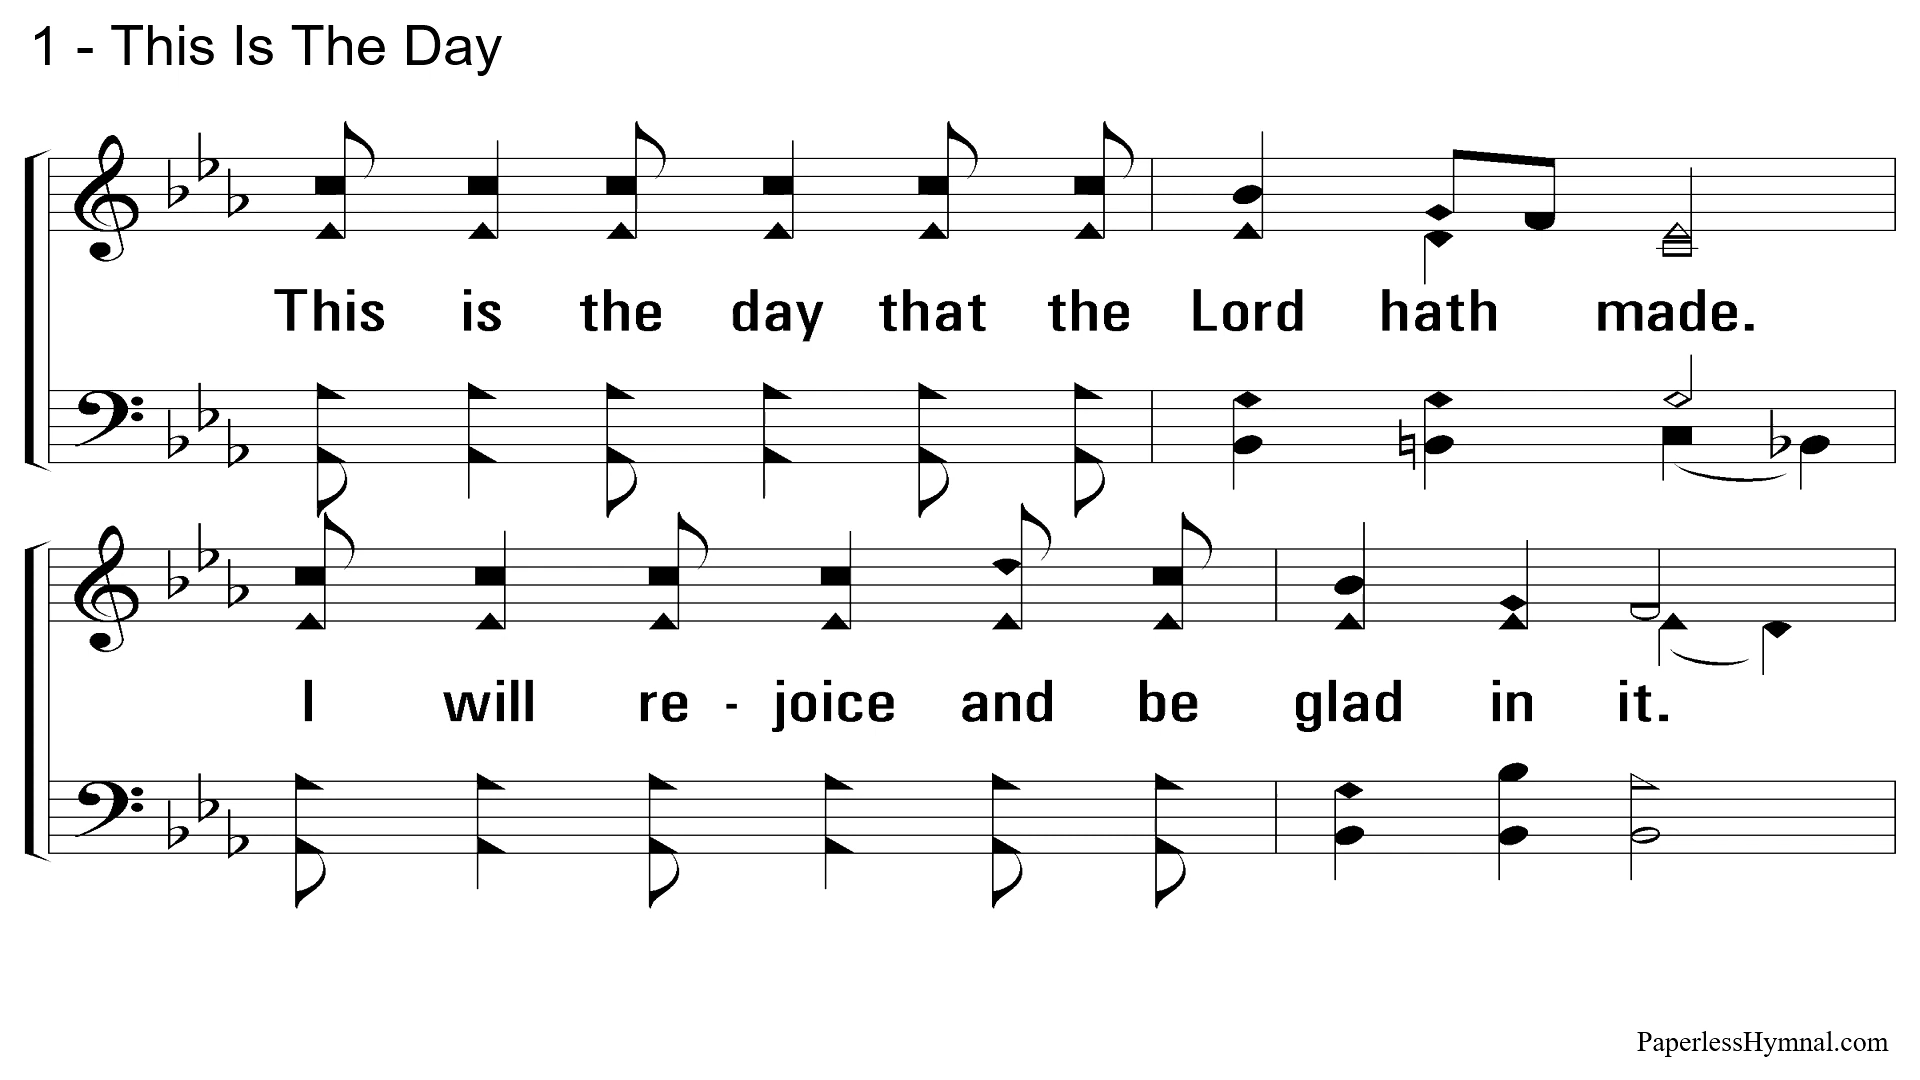 1 - This Is The Day
This is the day that the Lord hath made.
I will re - joice and be glad in it.
PaperlessHymnal.com